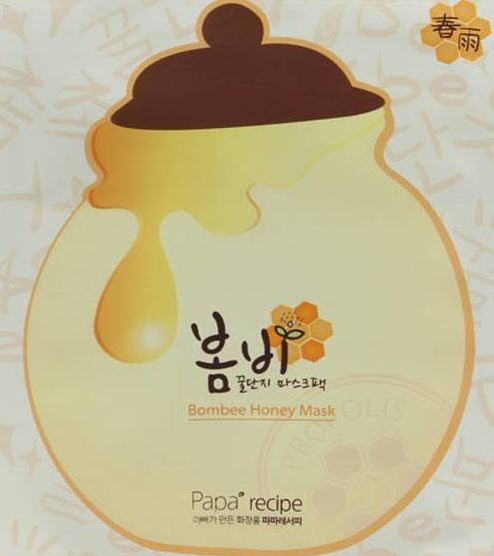 春雨
봄비
꿀단지 마스크팩
Bombee Honey Mask
PROPOLIS
Papa recipe
아빠가 만든 화장품 파파레서피